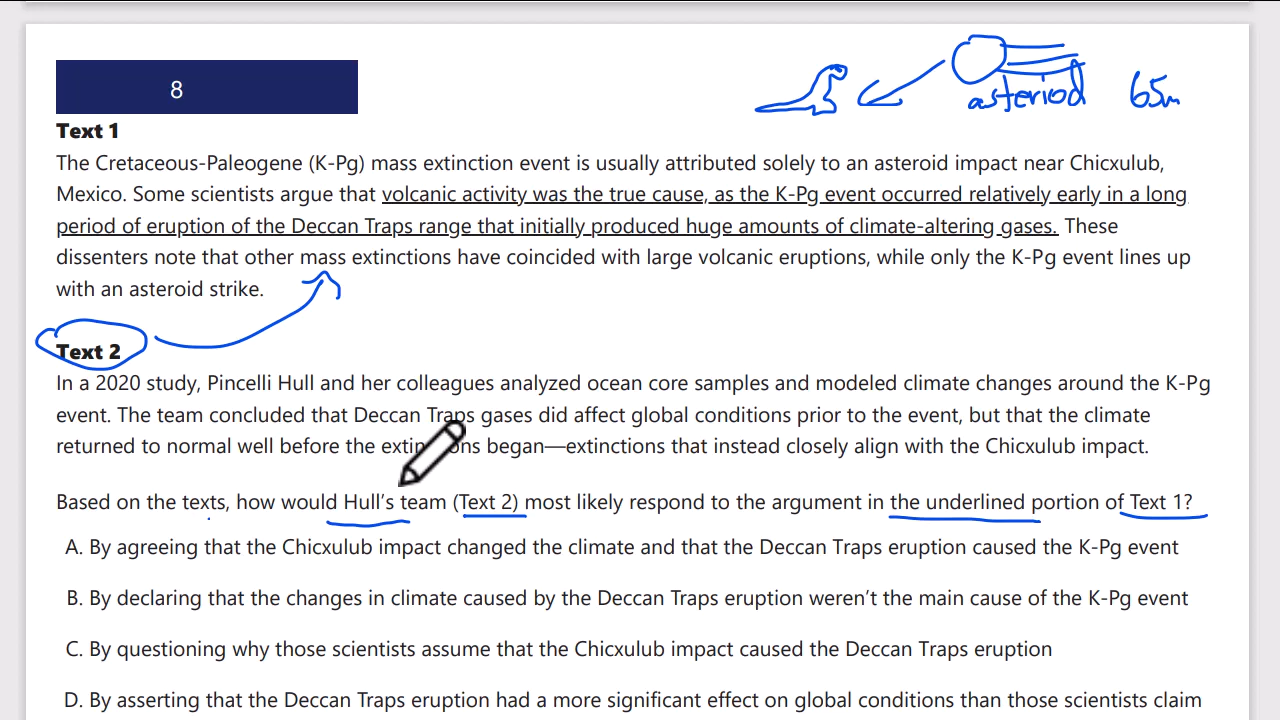 8
asteriod 65m
Text 1
The Cretaceous-Paleogene (K-Pg) mass extinction event is usually attributed solely to an asteroid impact near Chicxulub,
Mexico. Some scientists argue that volcanic activity was the true cause, as the K-Pg event occurred relatively early in a long
period of eruption of the Deccan Traps range that initially produced huge amounts of climate-altering gases. These
dissenters note that other mass extinctions have coincided with large volcanic eruptions, while only the K-Pg event lines up
with an asteroid strike.
Text 2
In a 2020 study, Pincelli Hull and her colleagues analyzed ocean core samples and modeled climate changes around the K-Pg
event. The team concluded that Deccan Traps gases did affect global conditions prior to the event, but that the climate
returned to normal well before the extinctions began—extinctions that instead closely align with the Chicxulub impact.
Based on the texts, how would Hull's team (Text 2) most likely respond to the argument in the underlined portion of Text 1?
A. By agreeing that the Chicxulub impact changed the climate and that the Deccan Traps eruption caused the K-Pg event
B. By declaring that the changes in climate caused by the Deccan Traps eruption weren't the main cause of the K-Pg event
C. By questioning why those scientists assume that the Chicxulub impact caused the Deccan Traps eruption
D. By asserting that the Deccan Traps eruption had a more significant effect on global conditions than those scientists claim